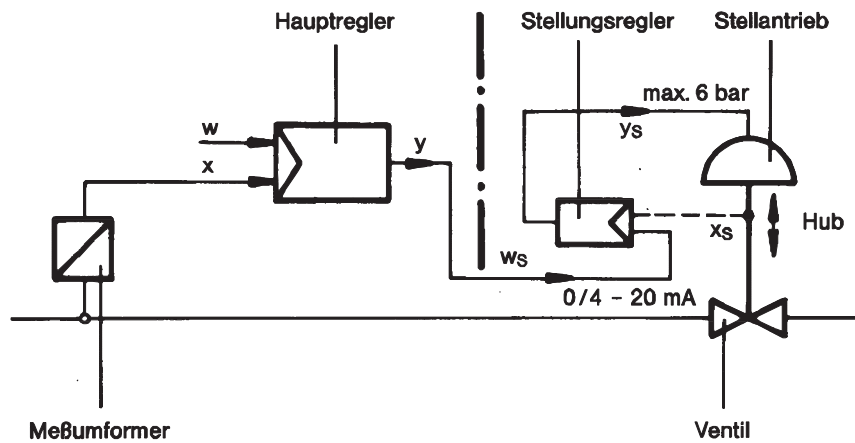 Hauptregler
Stellungsregler
Stellantrieb
max. 6 bar
w
y
yS
x
xS
Hub
wS
0/4 – 20 mA
Meßumformer
Ventil